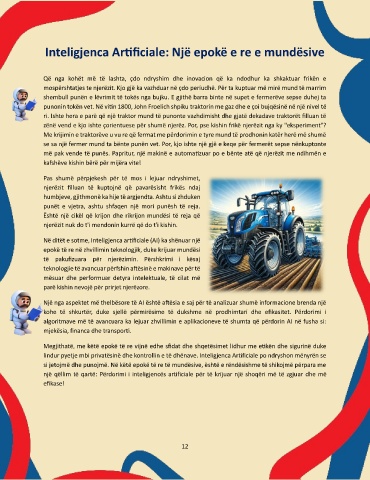 Inteligjenca Artificiale: Një epokë e re e mundësive
Që nga kohët më të lashta, çdo ndryshim dhe inovacion që ka ndodhur ka shkaktuar frikën e
mospërshtatjes te njerëzit. Kjo gjë ka vazhduar në çdo periudhë. Për ta kuptuar më mirë mund të marrim
shembull punën e lëvrimit të tokës nga bujku. E gjithë barra binte në supet e fermerëve sepse duhej ta
punonin tokën vet. Në vitin 1800, John Froelich shpiku traktorin me gaz dhe e çoi bujqësinë në një nivel të
ri. Ishte hera e parë që një traktor mund të punonte vazhdimisht dhe gjatë dekadave traktorët filluan të
zënë vend e kjo ishte çorientuese për shumë njerëz. Por, pse kishin frikë njerëzit nga ky "eksperiment"?
Me krijimin e traktorëve u vu re që fermat me përdorimin e tyre mund të prodhonin katër herë më shumë
se sa një fermer mund ta bënte punën vet. Por, kjo ishte një gjë e keqe për fermerët sepse nënkuptonte
më pak vende të punës. Papritur, një makinë e automatizuar po e bënte atë që njerëzit me ndihmën e
kafshëve kishin bërë për mijëra vite!
Pas shumë përpjekesh për të mos i lejuar ndryshimet,
njerëzit filluan të kuptojnë që pavarësisht frikës ndaj
humbjeve, gjithmonë ka hije të argjendta. Ashtu si zhduken
punët e vjetra, ashtu shfaqen një mori punësh të reja.
Është një cikël që krijon dhe rikrijon mundësi të reja që
njerëzit nuk do t'i mendonin kurrë që do t'i kishin.
Në ditët e sotme, Inteligjenca artificiale (AI) ka shënuar një
epokë të re në zhvillimin teknologjik, duke krijuar mundësi
të pakufizuara për njerëzimin. Përshkrimi i kësaj
teknologjie të avancuar përfshin aftësinë e makinave për të
mësuar dhe performuar detyra intelektuale, të cilat më
parë kishin nevojë për prirjet njerëzore.
Një nga aspektet më thelbësore të AI është aftësia e saj për të analizuar shumë informacione brenda një
kohe të shkurtër, duke sjellë përmirësime të dukshme në prodhimtari dhe efikasitet. Përdorimi i
algoritmave më të avancuara ka lejuar zhvillimin e aplikacioneve të shumta që përdorin AI në fusha si:
mjekësia, financa dhe transporti.
Megjithatë, me këtë epokë të re vijnë edhe sfidat dhe shqetësimet lidhur me etikën dhe sigurinë duke
lindur pyetje mbi privatësinë dhe kontrollin e të dhënave. Inteligjenca Artificiale po ndryshon mënyrën se
si jetojmë dhe punojmë. Në këtë epokë të re të mundësive, është e rëndësishme të shikojmë përpara me
një qëllim të qartë: Përdorimi i inteligjencës artificiale për të krijuar një shoqëri më të zgjuar dhe më
efikase!
12